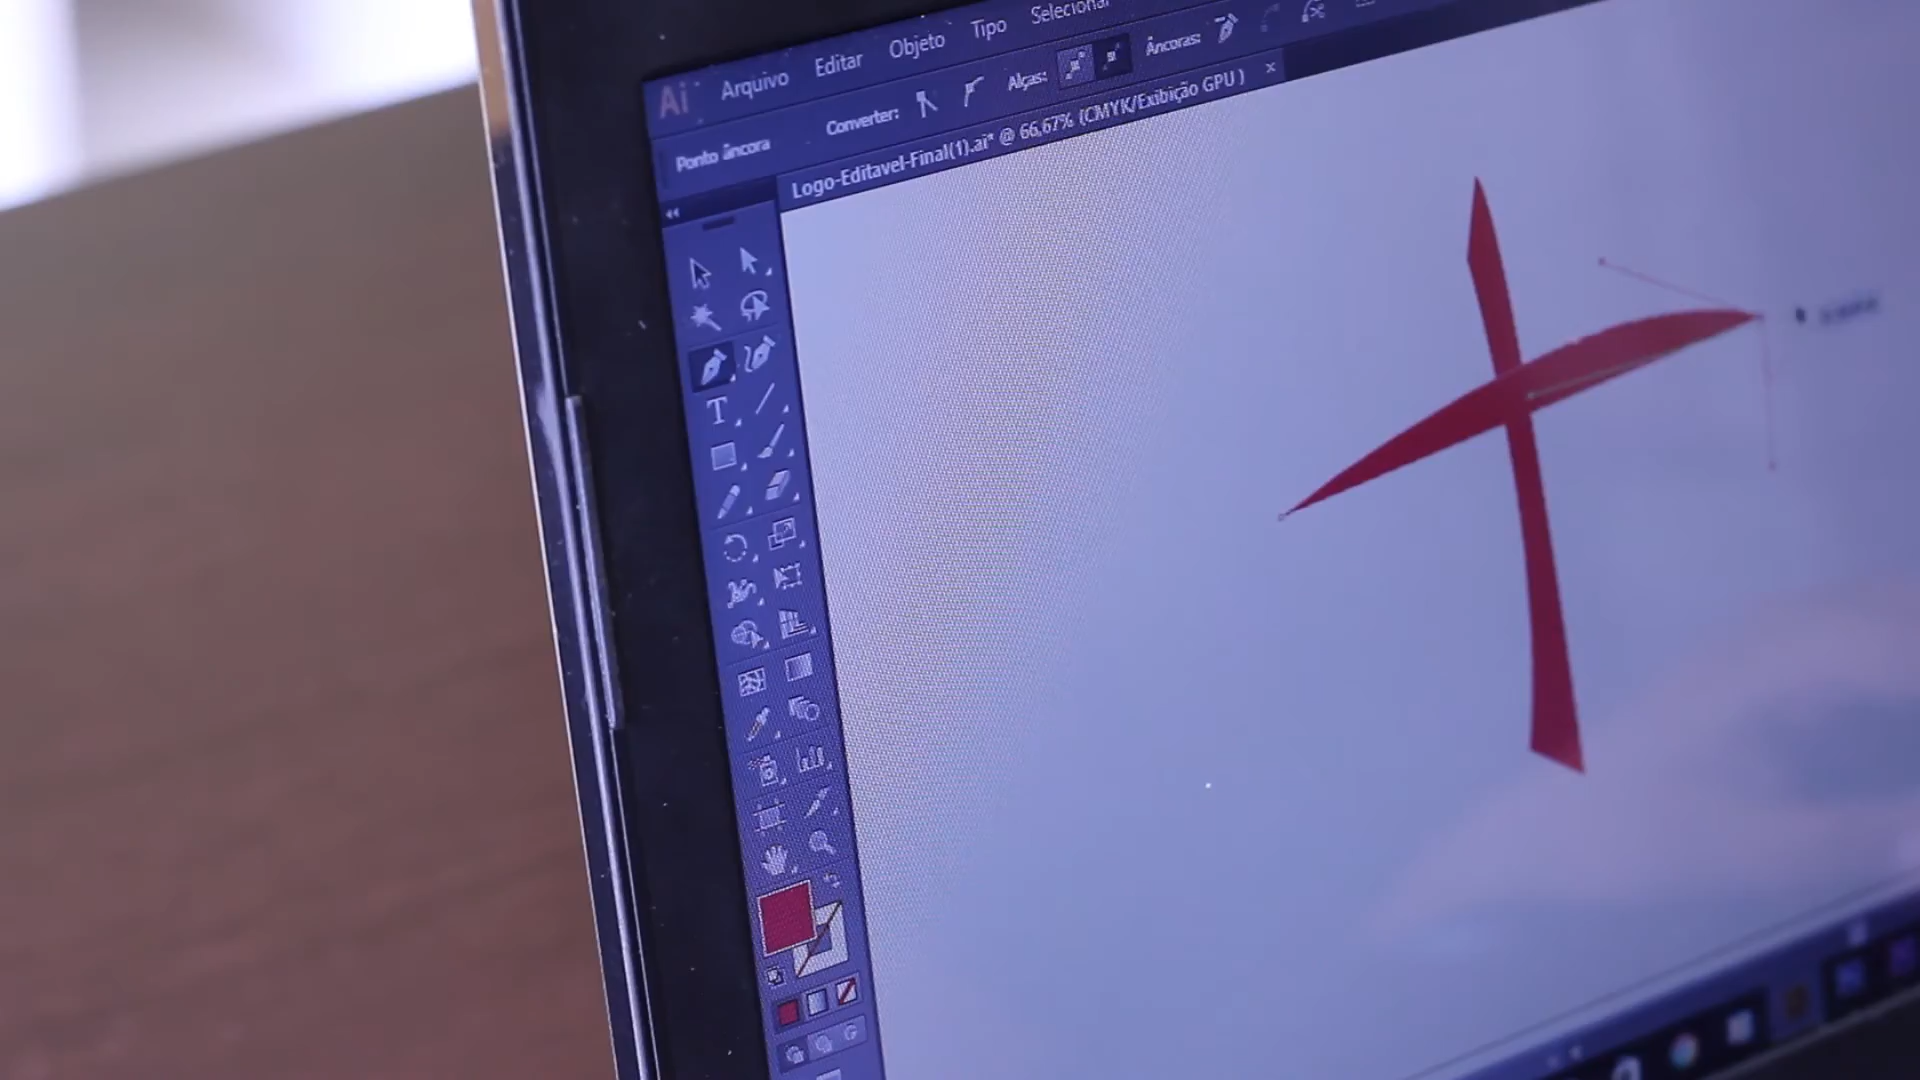 Ai Arquivo Editar Objeto Tipo Selecionar
Ponto âncora Converter: Alças: Âncoras:
Logo-Editavel-Final(1).ai* @ 66,67% (CMYK/Exibição GPU ) ×
T